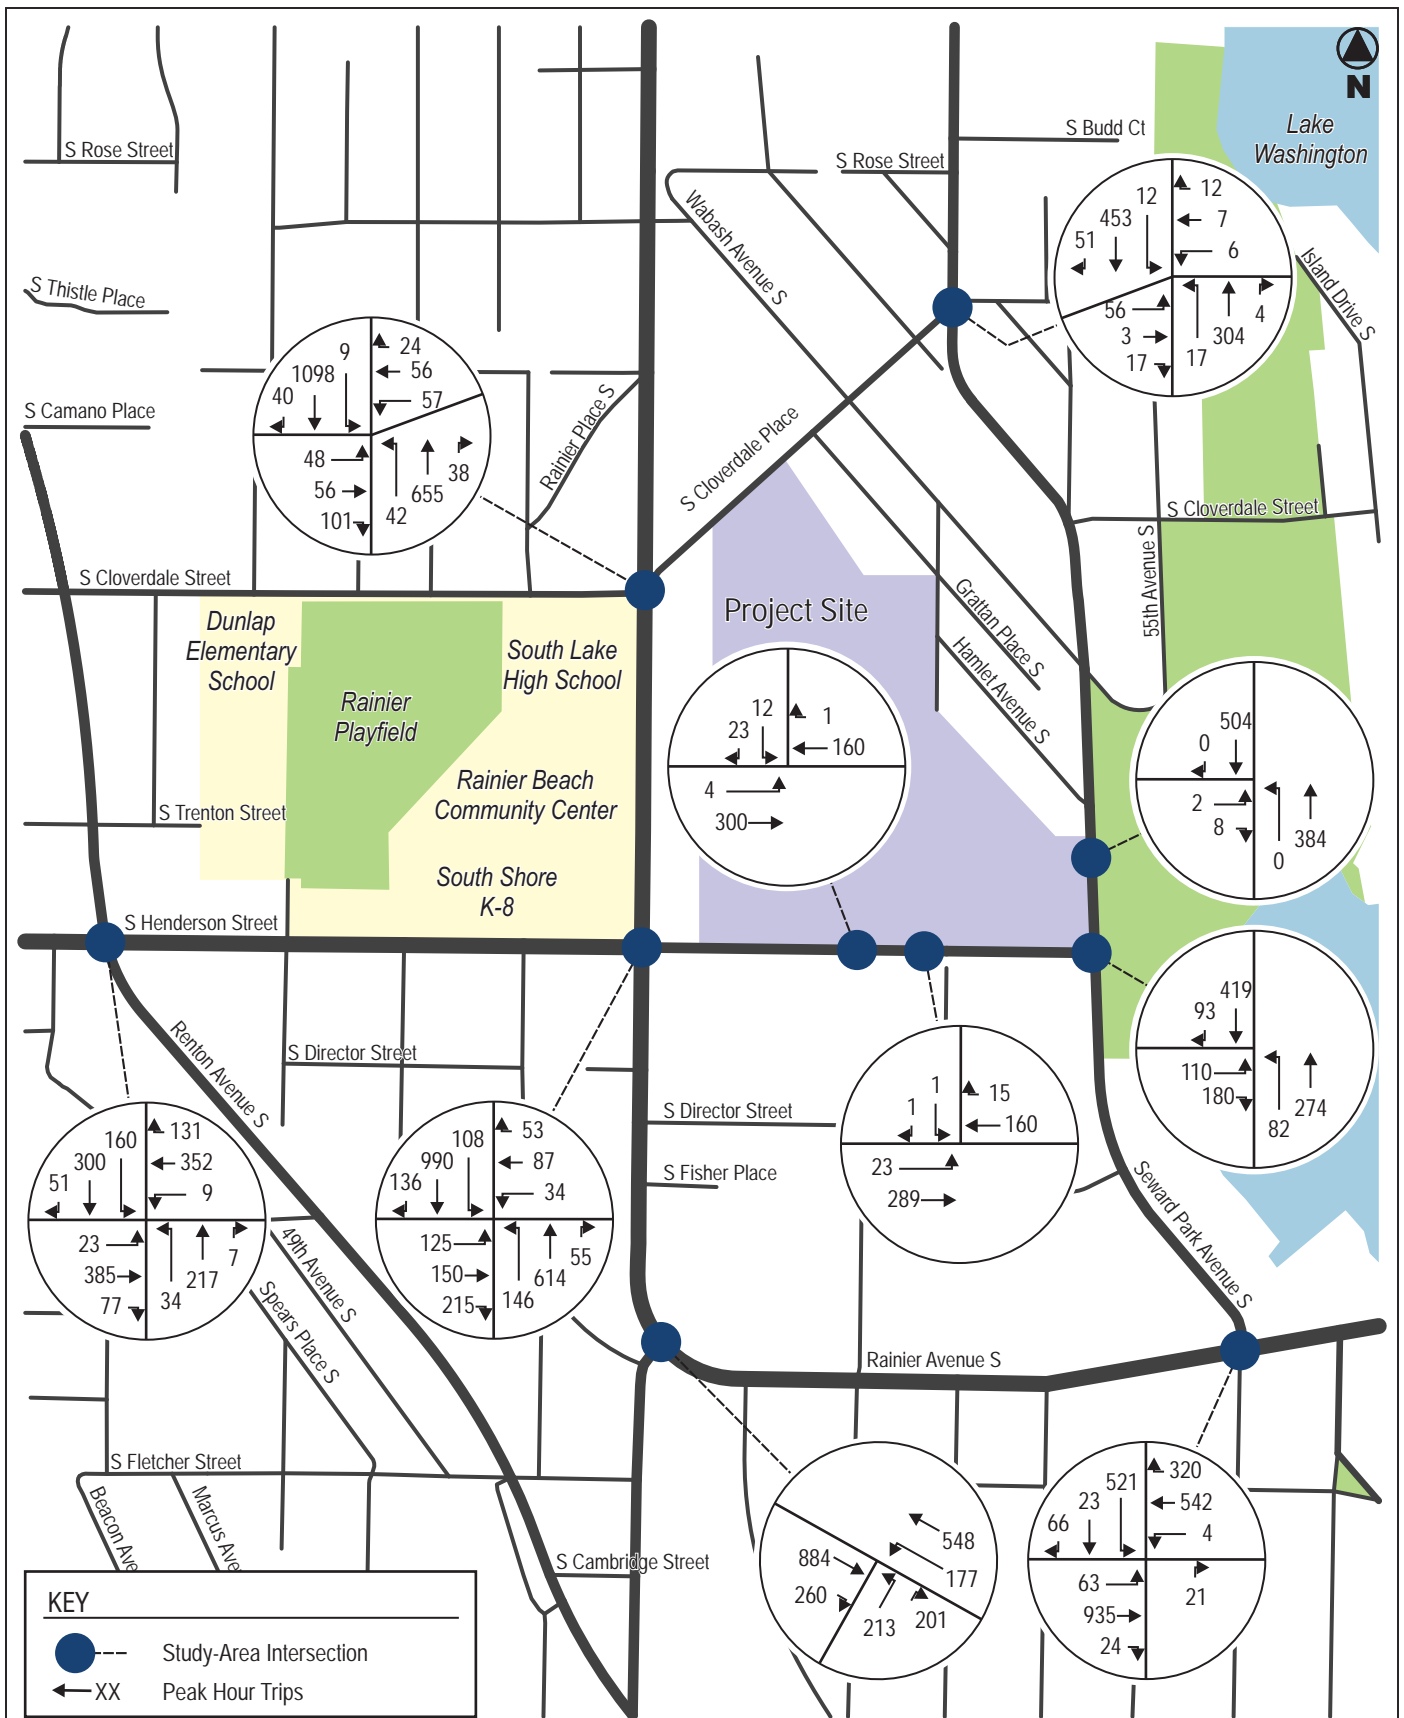 N
Lake
Washington
S Budd Ct
S Rose Street
S Rose Street
Wabash Avenue S
Island Drive S
S Thistle Place
12
453
51
12
7
6
56
3
17
17
304
4
S Camano Place
9
1098
40
24
56
57
48
56
101
42
655
38
Rainier Place S
S Cloverdale Place
S Cloverdale Street
55th Avenue S
S Cloverdale Street
Dunlap
Elementary
School
South Lake
High School
Rainier
Playfield
Project Site
Grattan Place S
Hamlet Avenue S
12
23
1
160
4
300
504
0
2
8
0
384
Rainier Beach
Community Center
S Trenton Street
South Shore
K-8
S Henderson Street
419
93
110
180
82
274
Renton Avenue S
S Director Street
S Director Street
S Fisher Place
1
1
15
160
23
289
160
300
51
131
352
9
23
385
77
34
217
7
108
990
136
53
87
34
125
150
215
146
614
55
49th Avenue S
Spears Place S
Seward Park Avenue S
Rainier Avenue S
S Fletcher Street
Beacon Ave
Marcus Ave
S Cambridge Street
548
177
884
260
213
201
521
23
66
320
542
4
63
935
24
21
KEY
Study-Area Intersection
XX Peak Hour Trips